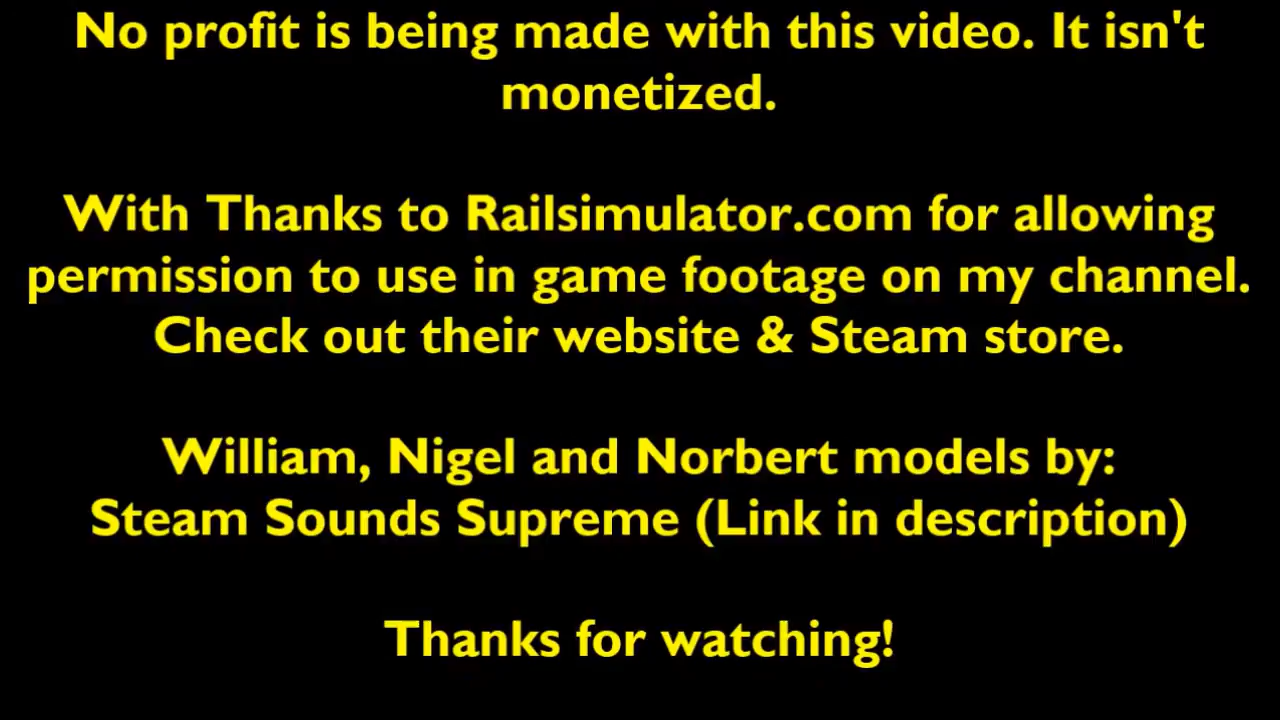 No profit is being made with this video. It isn't
monetized.
With Thanks to Railsimulator.com for allowing
permission to use in game footage on my channel.
Check out their website & Steam store.
William, Nigel and Norbert models by:
Steam Sounds Supreme (Link in description)
Thanks for watching!